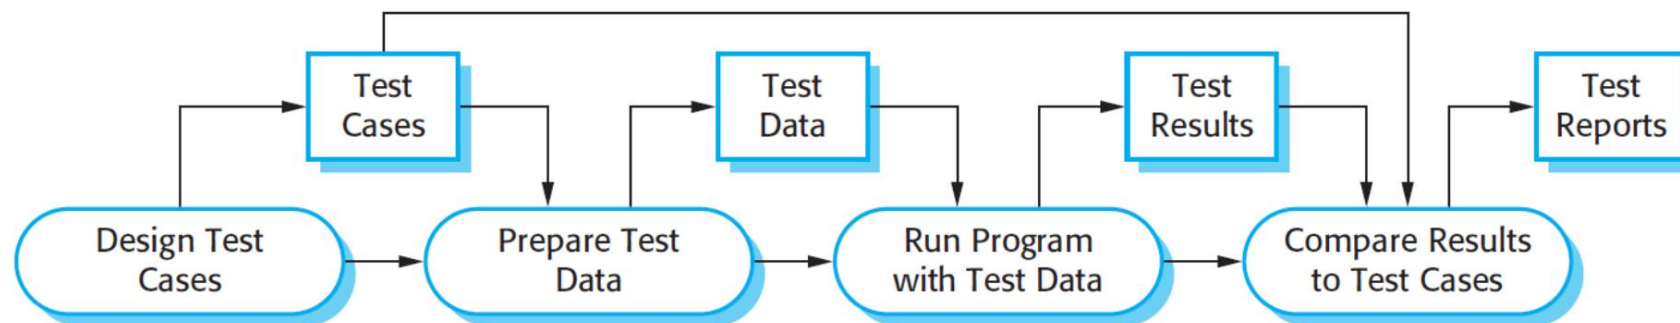 Test
Cases
Test
Data
Test
Results
Test
Reports
Design Test
Cases
Prepare Test
Data
Run Program
with Test Data
Compare Results
to Test Cases